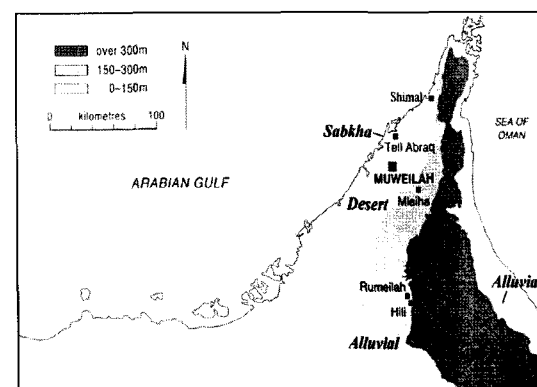 over 300m
N
150-300m
0-150m
kilometres
0 100
Shimal
SEA OF
OMAN
Sabkha
Tell Abraq
ARABIAN GULF
MUWEILAH
Mleiha
Desert
Rumeilah
Alluvia
Hili
Alluvial